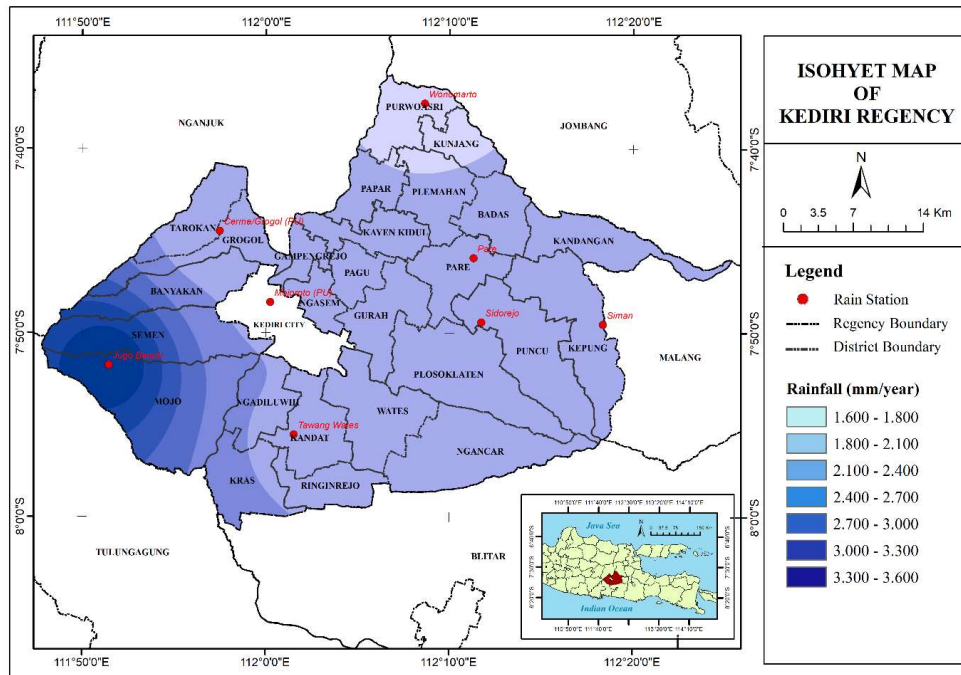 111°50'0"E
112°0'0"E
112°10'0"E
112°20'0"E
7°40'0"S
7°50'0"S
8°0'0"S
7°40'0"S
7°50'0"S
8°0'0"S
111°50'0"E
112°0'0"E
112°10'0"E
112°20'0"E
NGANJUK
JOMBANG
Wonomarto
PURWOASRI
KUNJANG
PAPAR
PLEMAHAN
BADAS
TAROKAN
Cerme/Grogol (PU)
GROGOL
KAYEN KIDUL
KANDANGAN
GAMPENGREJO
Pare
PARE
PAGU
BANYAKAN
Mojoroto (PU)
NGASEM
KEDIRI CITY
GURAH
Sidorejo
Siman
SEMEN
PUNCU
KEPUNG
MALANG
PLOSOKLATEN
MOJO
NGADILUWIH
WATES
Tawang Wates
KANDAT
NGANCAR
KRAS
RINGINREJO
TULUNGAGUNG
BLITAR
Java Sea
Indian Ocean
N
ISOHYET MAP
OF
KEDIRI REGENCY
N
0 3.5 7 14 Km
Legend
Rain Station
Regency Boundary
District Boundary
Rainfall (mm/year)
1.600 - 1.800
1.800 - 2.100
2.100 - 2.400
2.400 - 2.700
2.700 - 3.000
3.000 - 3.300
3.300 - 3.600